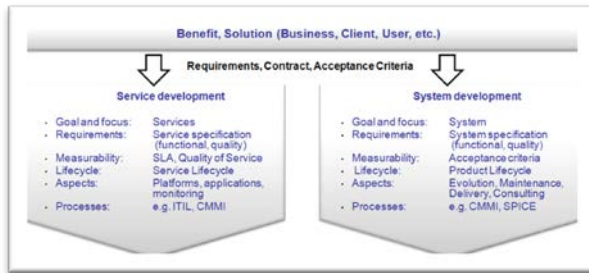 Benefit, Solution (Business, Client, User, etc.)
Requirements, Contract, Acceptance Criteria
Service development
• Goal and focus: Services
• Requirements: Service specification
(functional, quality)
• Measurability: SLA, Quality of Service
• Lifecycle: Service Lifecycle
• Aspects: Platforms, applications,
monitoring
• Processes: e.g. ITIL, CMMI
System development
• Goal and focus: System
• Requirements: System specification
(functional, quality)
• Measurability: Acceptance criteria
• Lifecycle: Product Lifecycle
• Aspects: Evolution, Maintenance,
Delivery, Consulting
• Processes: e.g. CMMI, SPICE